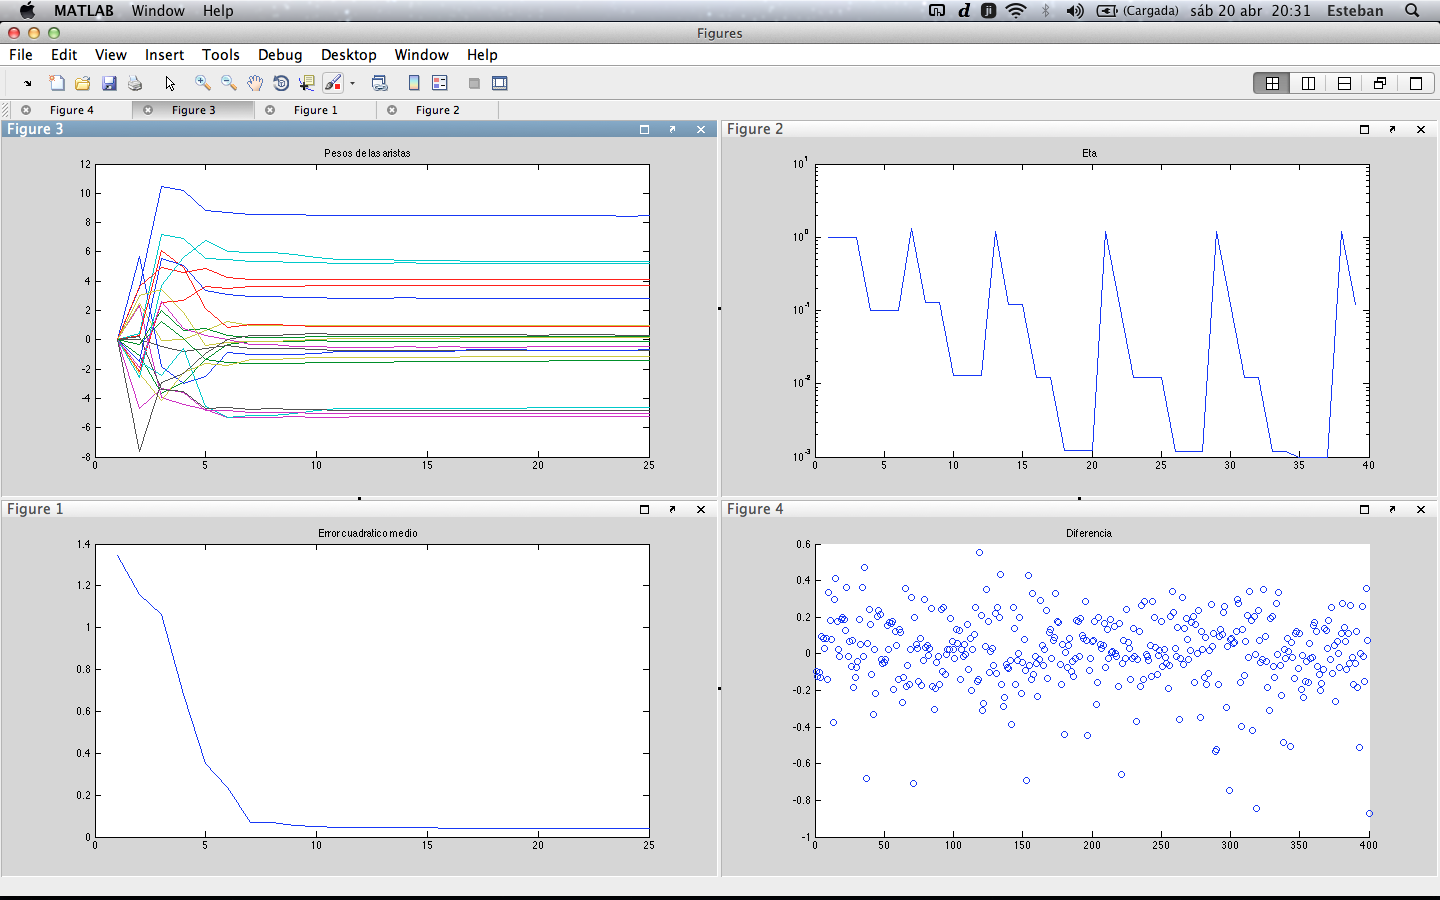 MATLAB Window Help (Cargada) sáb 20 abr 20:31 Esteban
Figures
File Edit View Insert Tools Debug Desktop Window Help
Figure 4 Figure 3 Figure 1 Figure 2
Figure 3
Pesos de las aristas
12
10
8
6
4
2
0
-2
-4
-6
-8
0 5 10 15 20 25
Figure 2
Eta
10^1
10^0
10^-1
10^-2
10^-3
0 5 10 15 20 25 30 35 40
Figure 1
Error cuadratico medio
1.4
1.2
1
0.8
0.6
0.4
0.2
0
0 5 10 15 20 25
Figure 4
Diferencia
0.6
0.4
0.2
0
-0.2
-0.4
-0.6
-0.8
-1
0 50 100 150 200 250 300 350 400